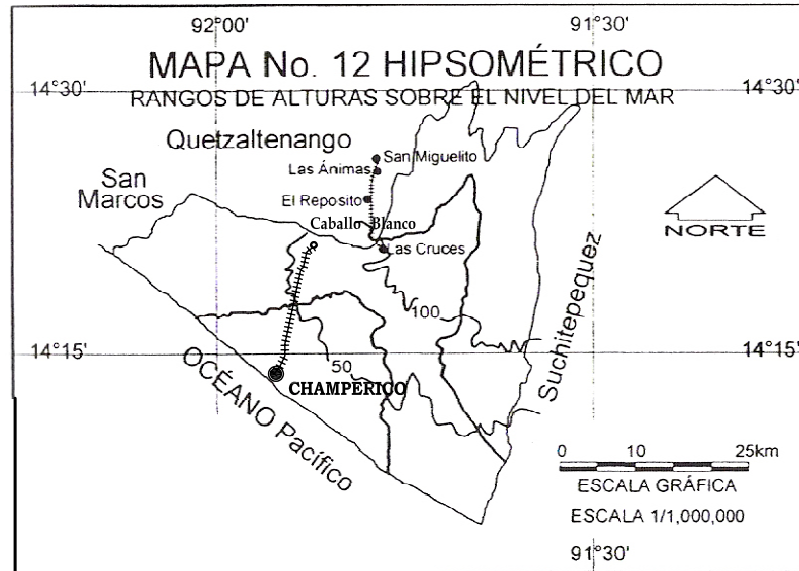 92°00'
91°30'
MAPA No. 12 HIPSOMÉTRICO
14°30'
14°30'
RANGOS DE ALTURAS SOBRE EL NIVEL DEL MAR
Quetzaltenango
San Miguelito
Las Ánimas
San
Marcos
El Reposito
Caballo Blanco
Las Cruces
NORTE
100
Suchitepequez
14°15'
14°15'
50
CHAMPERICO
OCÉANO Pacífico
0 10 25km
ESCALA GRÁFICA
ESCALA 1/1,000,000
91°30'